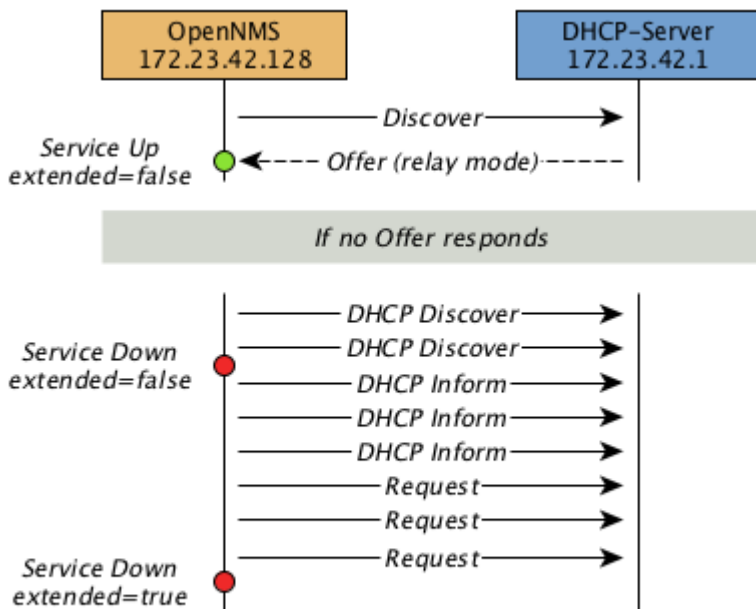 OpenNMS
172.23.42.128
DHCP-Server
172.23.42.1
Discover
Service Up
extended=false
Offer (relay mode)
If no Offer responds
DHCP Discover
DHCP Discover
Service Down
extended=false
DHCP Inform
DHCP Inform
DHCP Inform
Request
Request
Request
Service Down
extended=true